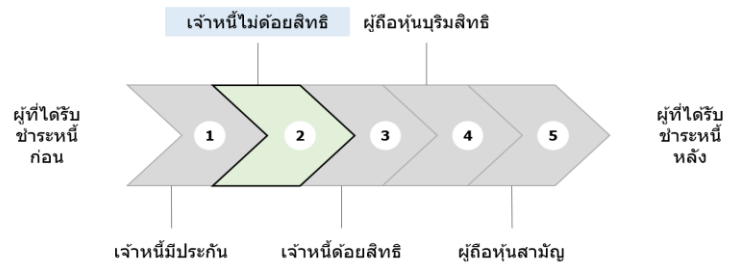 เจ้าหนี้ไม่ด้อยสิทธิ
ผู้ถือหุ้นบุริมสิทธิ
ผู้ที่ได้รับ
ชำระหนี้
ก่อน
1
2
3
4
5
ผู้ที่ได้รับ
ชำระหนี้
หลัง
เจ้าหนี้มีประกัน
เจ้าหนี้ด้อยสิทธิ
ผู้ถือหุ้นสามัญ